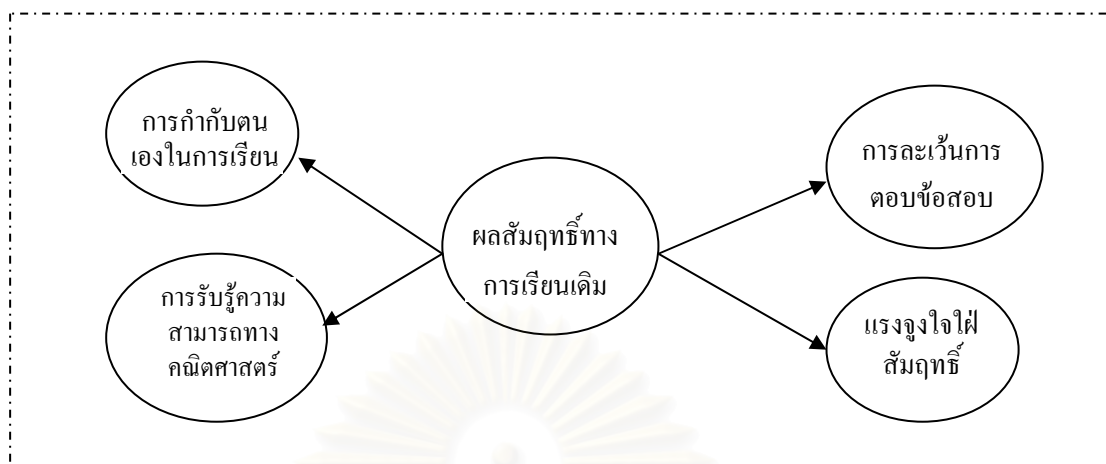 การกำกับตน
เองในการเรียน
การรับรู้ความ
สามารถทาง
คณิตศาสตร์
ผลสัมฤทธิ์ทาง
การเรียนเดิม
การละเว้นการ
ตอบข้อสอบ
แรงจูงใจใฝ่
สัมฤทธิ์